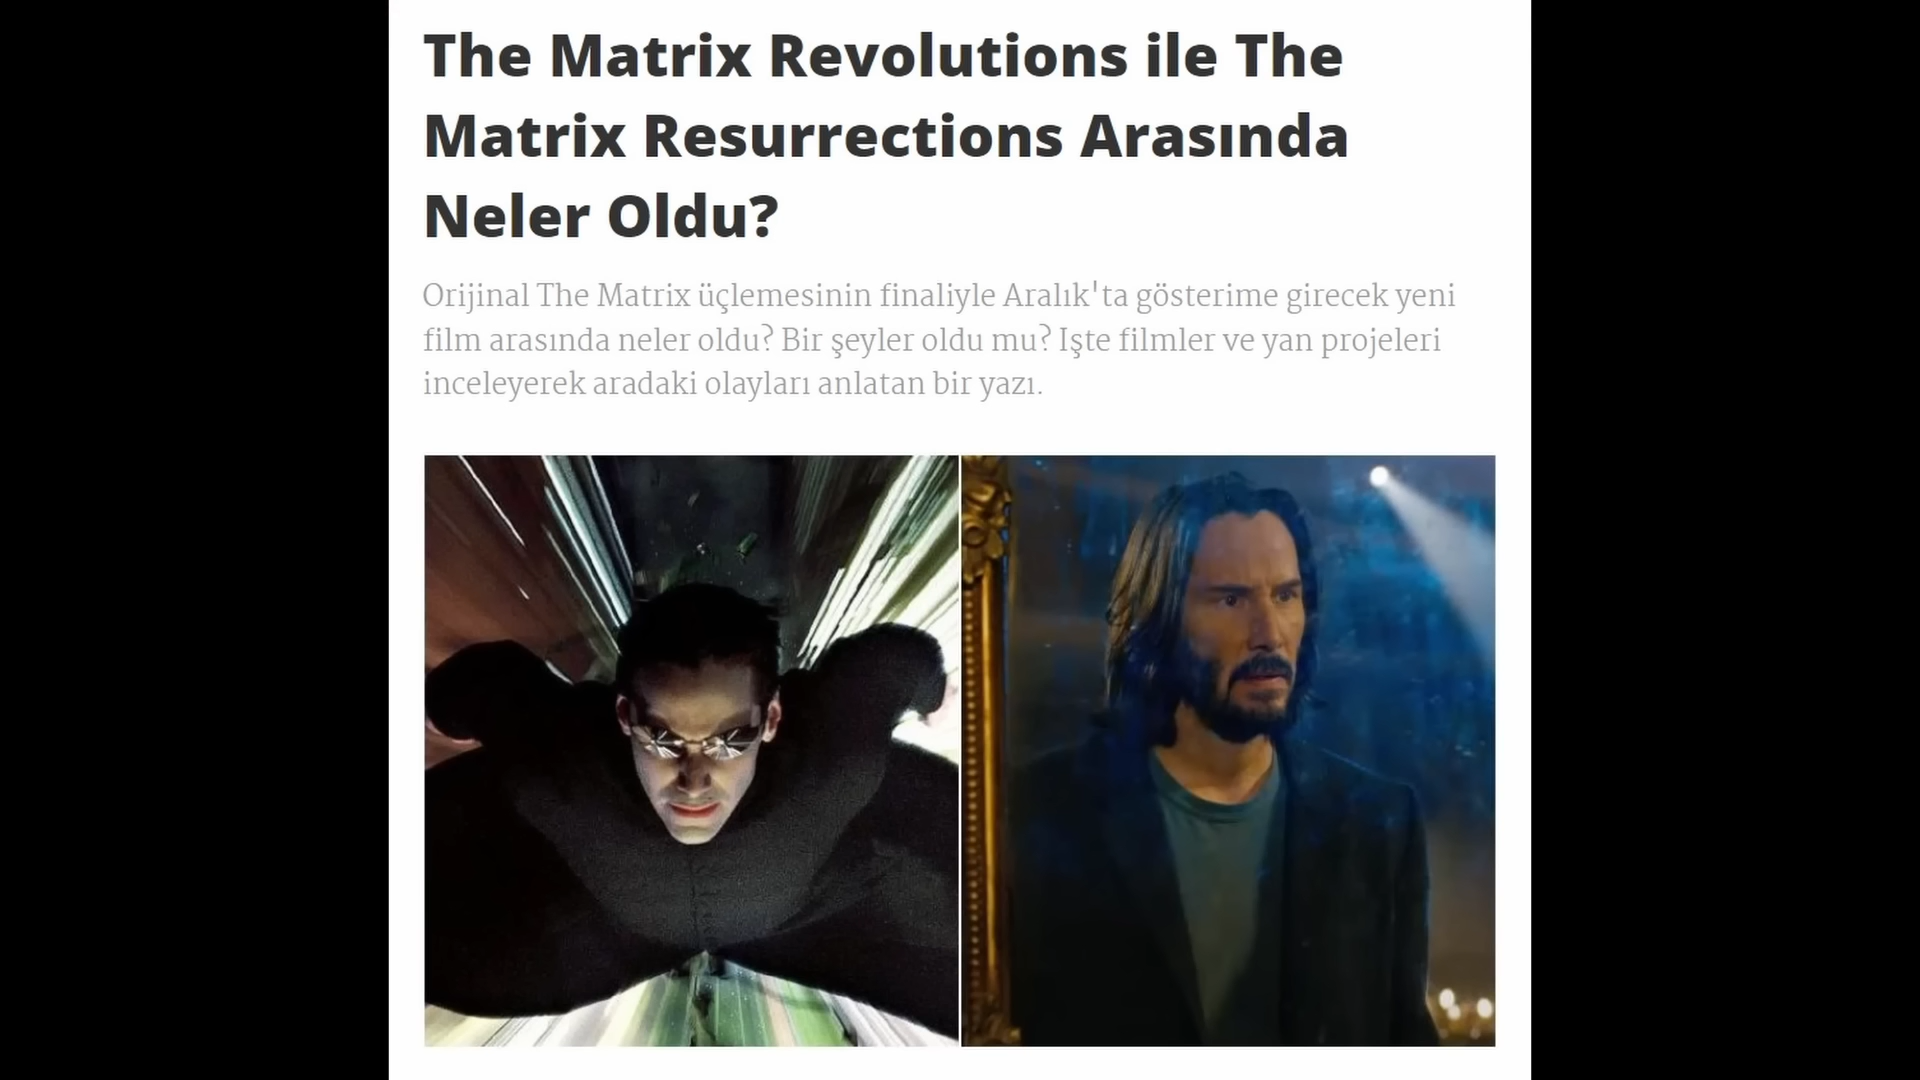 The Matrix Revolutions ile The
Matrix Resurrections Arasında
Neler Oldu?
Orijinal The Matrix üçlemesinin finaliyle Aralık'ta gösterime girecek yeni
film arasında neler oldu? Bir şeyler oldu mu? İşte filmler ve yan projeleri
inceleyerek aradaki olayları anlatan bir yazı.